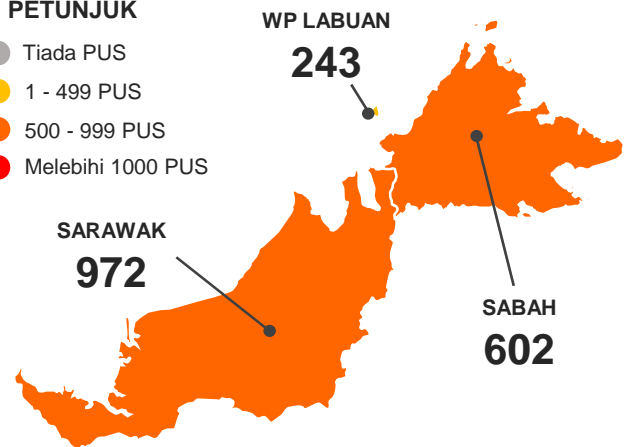 PETUNJUK
Tiada PUS
1 - 499 PUS
500 - 999 PUS
Melebihi 1000 PUS
WP LABUAN
243
SARAWAK
972
SABAH
602